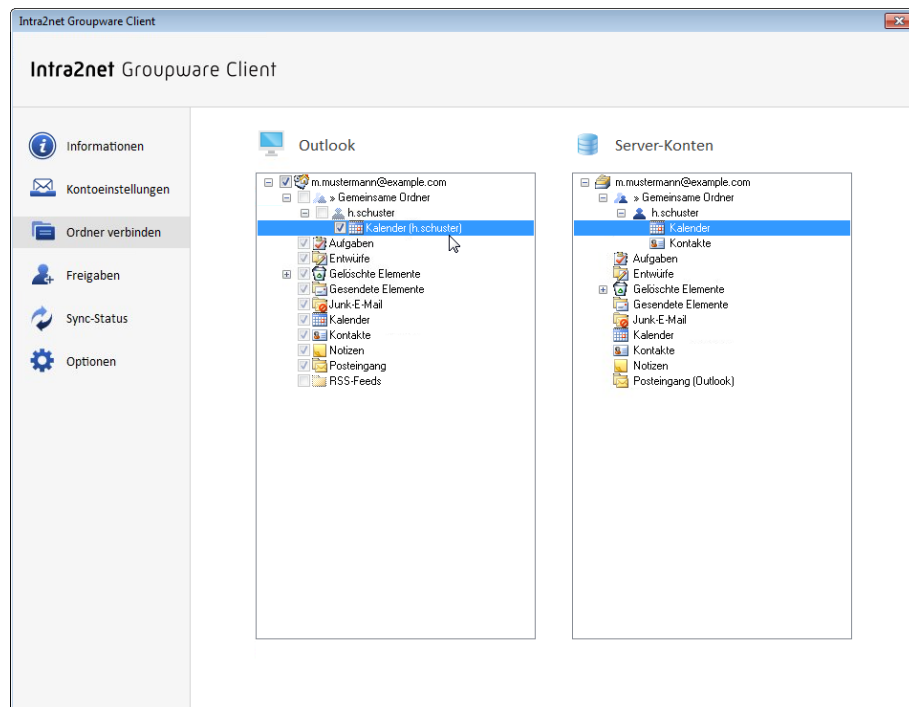 Intra2net Groupware Client
Intra2net Groupware Client
Informationen
Kontoeinstellungen
Ordner verbinden
Freigaben
Sync-Status
Optionen
Outlook
m.mustermann@example.com
» Gemeinsame Ordner
h.schuster
Kalender (h.schuster)
Aufgaben
Entwürfe
Gelöschte Elemente
Gesendete Elemente
Junk-E-Mail
Kalender
Kontakte
Notizen
Posteingang
RSS-Feeds
Server-Konten
m.mustermann@example.com
» Gemeinsame Ordner
h.schuster
Kalender
Kontakte
Aufgaben
Entwürfe
Gelöschte Elemente
Gesendete Elemente
Junk-E-Mail
Kalender
Kontakte
Notizen
Posteingang (Outlook)